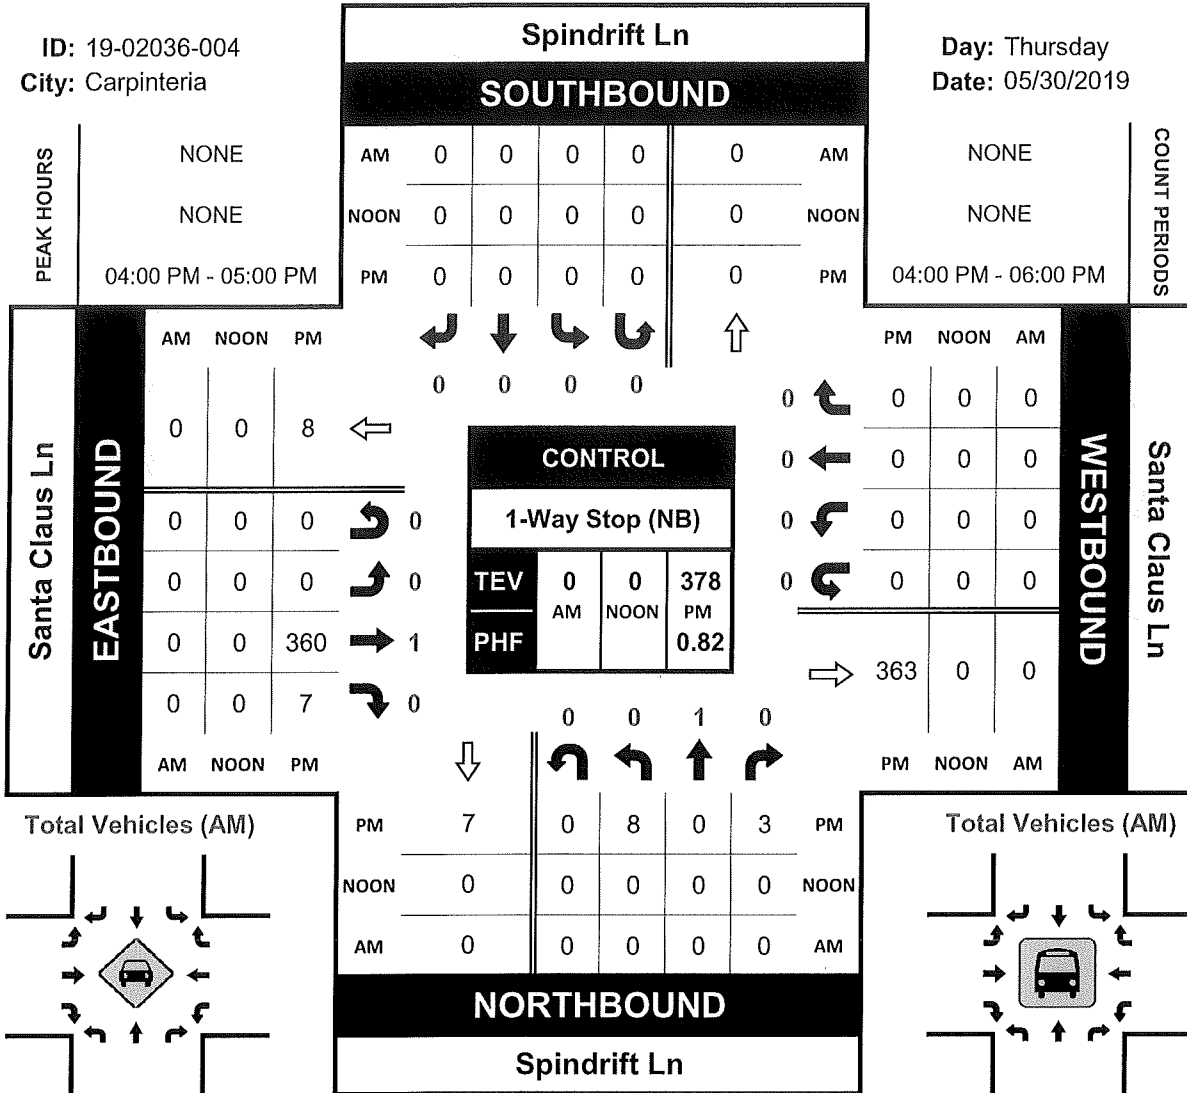 ID: 19-02036-004
City: Carpinteria
Spindrift Ln
SOUTHBOUND
Day: Thursday
Date: 05/30/2019
PEAK HOURS
NONE
NONE
04:00 PM - 05:00 PM
AM 0 0 0 0 0 AM
NOON 0 0 0 0 0 NOON
PM 0 0 0 0 0 PM
0 0 0 0
NONE
NONE
04:00 PM - 06:00 PM
COUNT PERIODS
Santa Claus Ln
EASTBOUND
AM NOON PM
0 0 8
0 0 0 0
0 0 0 0
0 0 360 1
0 0 7 0
AM NOON PM
CONTROL
1-Way Stop (NB)
TEV 0 0 378
AM NOON PM
PHF 0.82
PM NOON AM
0 0 0 0
0 0 0 0
0 0 0 0
0 0 0 0
363 0 0
PM NOON AM
WESTBOUND
Santa Claus Ln
0 0 1 0
PM 7 0 8 0 3 PM
NOON 0 0 0 0 0 NOON
AM 0 0 0 0 0 AM
NORTHBOUND
Spindrift Ln
Total Vehicles (AM)
Total Vehicles (AM)